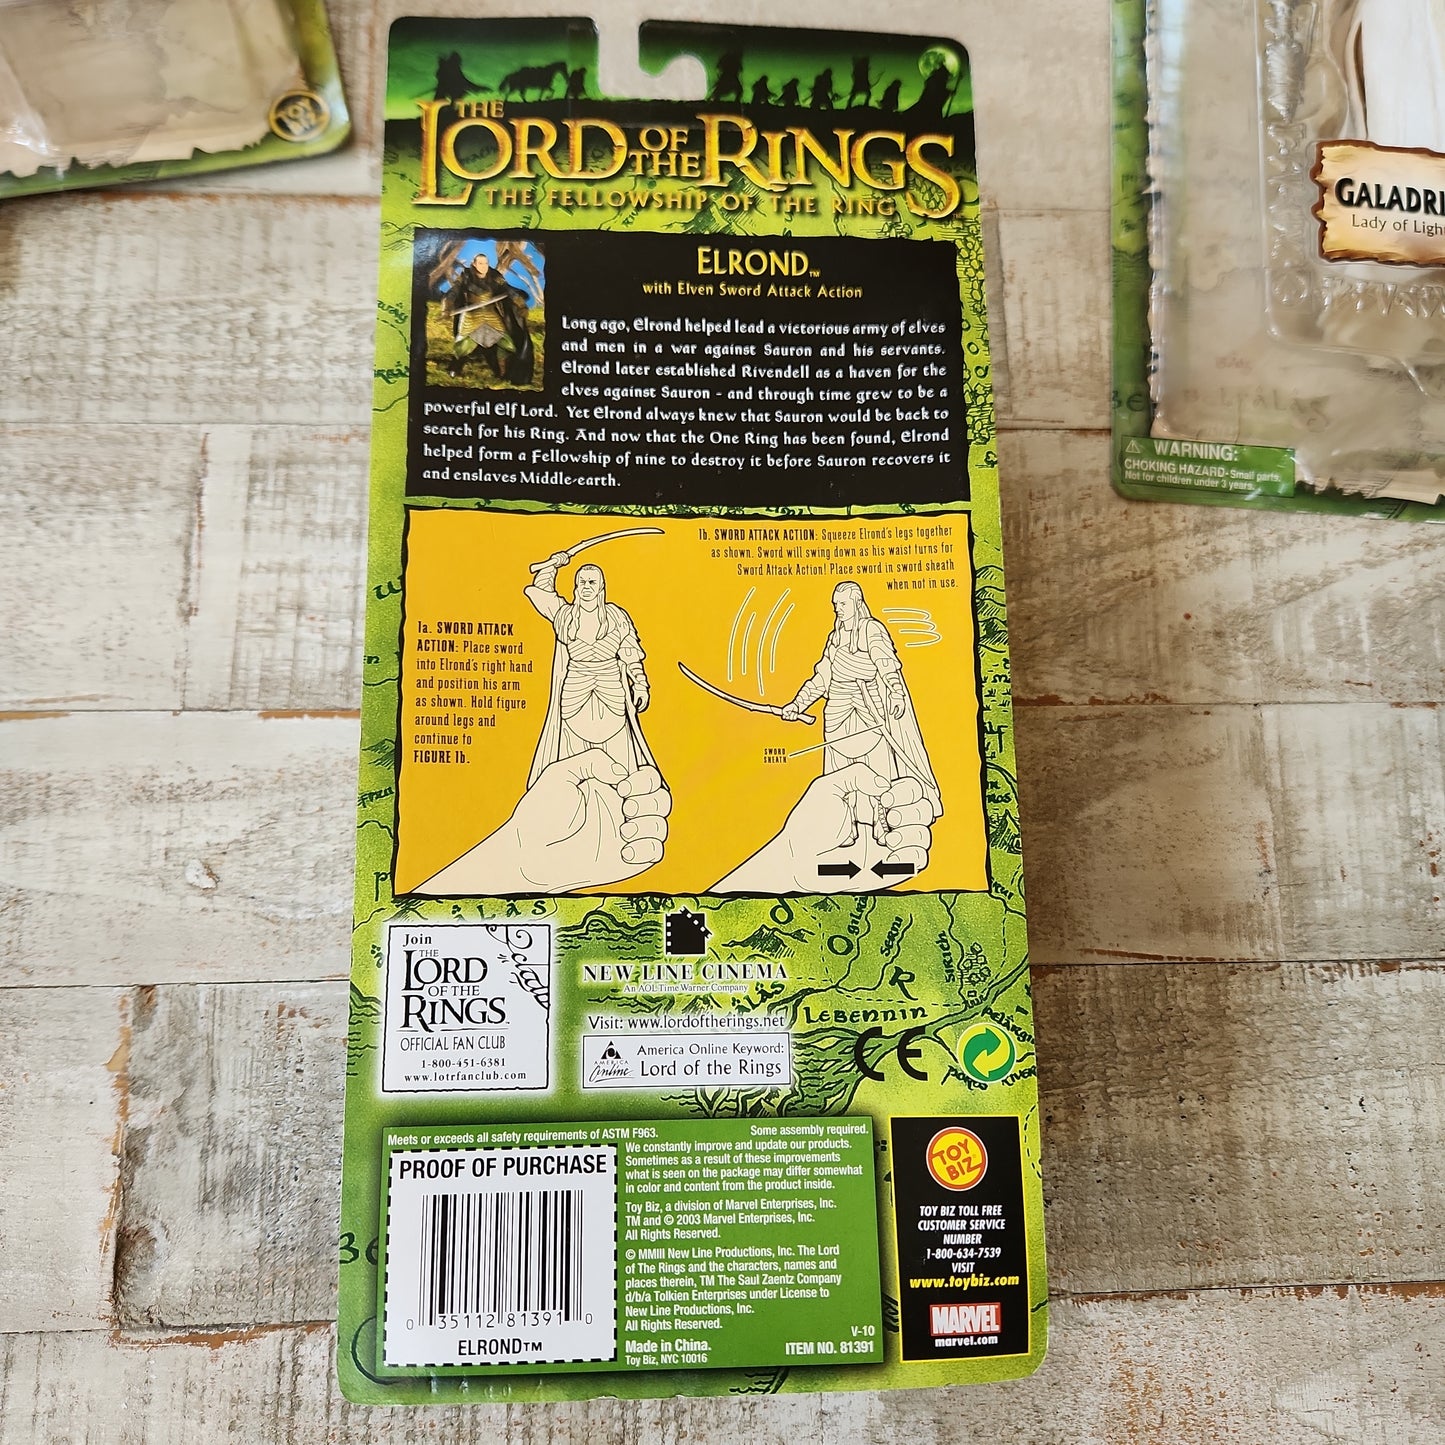 THE
LORD OF THE RINGS
THE FELLOWSHIP OF THE RING
TOY BIZ
ELROND™
with Elven Sword Attack Action
Long ago, Elrond helped lead a victorious army of elves
and men in a war against Sauron and his servants.
Elrond later established Rivendell as a haven for the
elves against Sauron - and through time grew to be a
powerful Elf Lord. Yet Elrond always knew that Sauron would be back to
search for his Ring. And now that the One Ring has been found, Elrond
helped form a Fellowship of nine to destroy it before Sauron recovers it
and enslaves Middle-earth.
GALADRI
Lady of Light
WARNING:
CHOKING HAZARD-Small parts.
Not for children under 3 years.
1b. SWORD ATTACK ACTION: Squeeze Elrond's legs together
as shown. Sword will swing down as his waist turns for
Sword Attack Action! Place sword in sword sheath
when not in use.
1a. SWORD ATTACK
ACTION: Place sword
into Elrond's right hand
and position his arm
as shown. Hold figure
around legs and
continue to
FIGURE 1b.
SWORD
SHEATH
Join
THE
LORD
OF THE
RINGS™
OFFICIAL FAN CLUB
1-800-451-6381
www.lotrfanclub.com
NEW LINE CINEMA
An AOL Time Warner Company
Visit: www.lordoftherings.net
AMERICA
Online
America Online Keyword:
Lord of the Rings
CE
LEBENNIN
SERNI
SIRITH
R
Meets or exceeds all safety requirements of ASTM F963.
Some assembly required.
PROOF OF PURCHASE
0 35112 81391 0
ELROND™
We constantly improve and update our products.
Sometimes as a result of these improvements
what is seen on the package may differ somewhat
in color and content from the product inside.
Toy Biz, a division of Marvel Enterprises, Inc.
TM and © 2003 Marvel Enterprises, Inc.
All Rights Reserved.
© MMIII New Line Productions, Inc. The Lord
of The Rings and the characters, names and
places therein, TM The Saul Zaentz Company
d/b/a Tolkien Enterprises under License to
New Line Productions, Inc.
All Rights Reserved.
Made in China.
Toy Biz, NYC 10016
V-10
ITEM NO. 81391
TOY
BIZ
TOY BIZ TOLL FREE
CUSTOMER SERVICE
NUMBER
1-800-634-7539
VISIT
www.toybiz.com
MARVEL
marvel.com